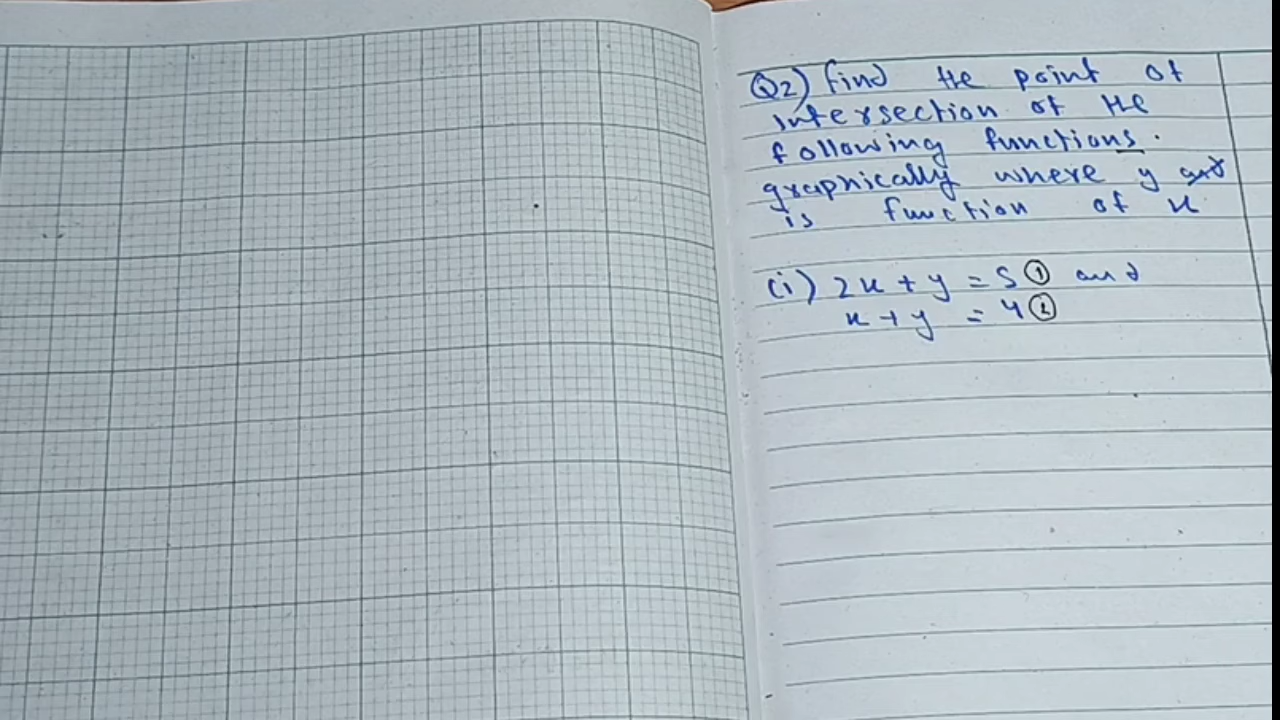 Q2) find the point of
intersection of the
following functions.
graphically where y
is function of x
(i) 2x + y = 5 ① and
x + y = 4 ②